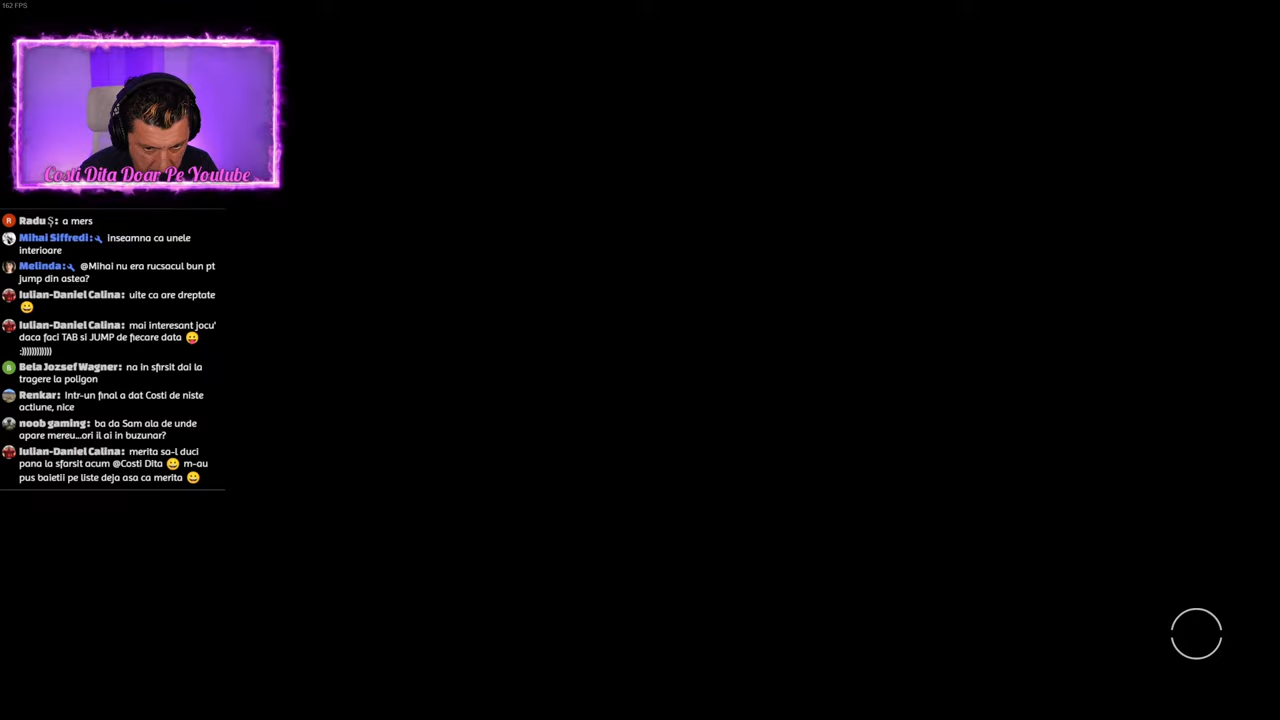 162 FPS
Costi Dita Doar Pe Youtube
R Radu Ș: a mers
Mihai Siffredi: inseamna ca unele
interioare
Melinda: @Mihai nu era rucsacul bun pt
jump din astea?
Iulian-Daniel Calina: uite ca are dreptate
😀
Iulian-Daniel Calina: mai interesant jocu'
daca faci TAB si JUMP de fiecare data 😛
:))))))))))))
B Bela Jozsef Wagner: na in sfirsit dai la
tragere la poligon
Renkar: Intr-un final a dat Costi de niste
actiune, nice
noob gaming: ba da Sam ala de unde
apare mereu...ori il ai in buzunar?
Iulian-Daniel Calina: merita sa-l duci
pana la sfarsit acum @Costi Dita 😀 m-au
pus baietii pe liste deja asa ca merita 😀